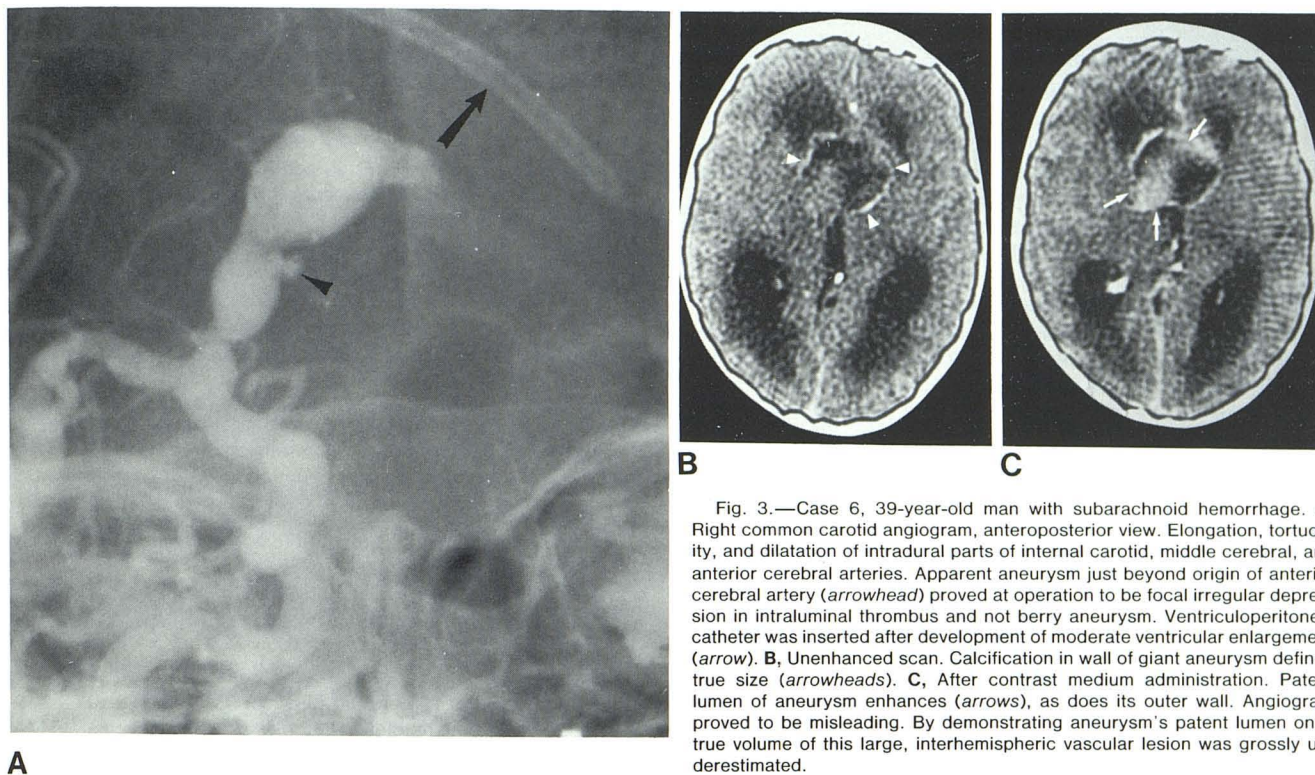 A
B
C
Fig. 3.—Case 6, 39-year-old man with subarachnoid hemorrhage.
Right common carotid angiogram, anteroposterior view. Elongation, tortuo
ity, and dilatation of intradural parts of internal carotid, middle cerebral, a
anterior cerebral arteries. Apparent aneurysm just beyond origin of anteri
cerebral artery (arrowhead) proved at operation to be focal irregular depre
sion in intraluminal thrombus and not berry aneurysm. Ventriculoperitone
catheter was inserted after development of moderate ventricular enlargeme
(arrow). B, Unenhanced scan. Calcification in wall of giant aneurysm defin
true size (arrowheads). C, After contrast medium administration. Pate
lumen of aneurysm enhances (arrows), as does its outer wall. Angiogra
proved to be misleading. By demonstrating aneurysm's patent lumen on
true volume of this large, interhemispheric vascular lesion was grossly u
derestimated.